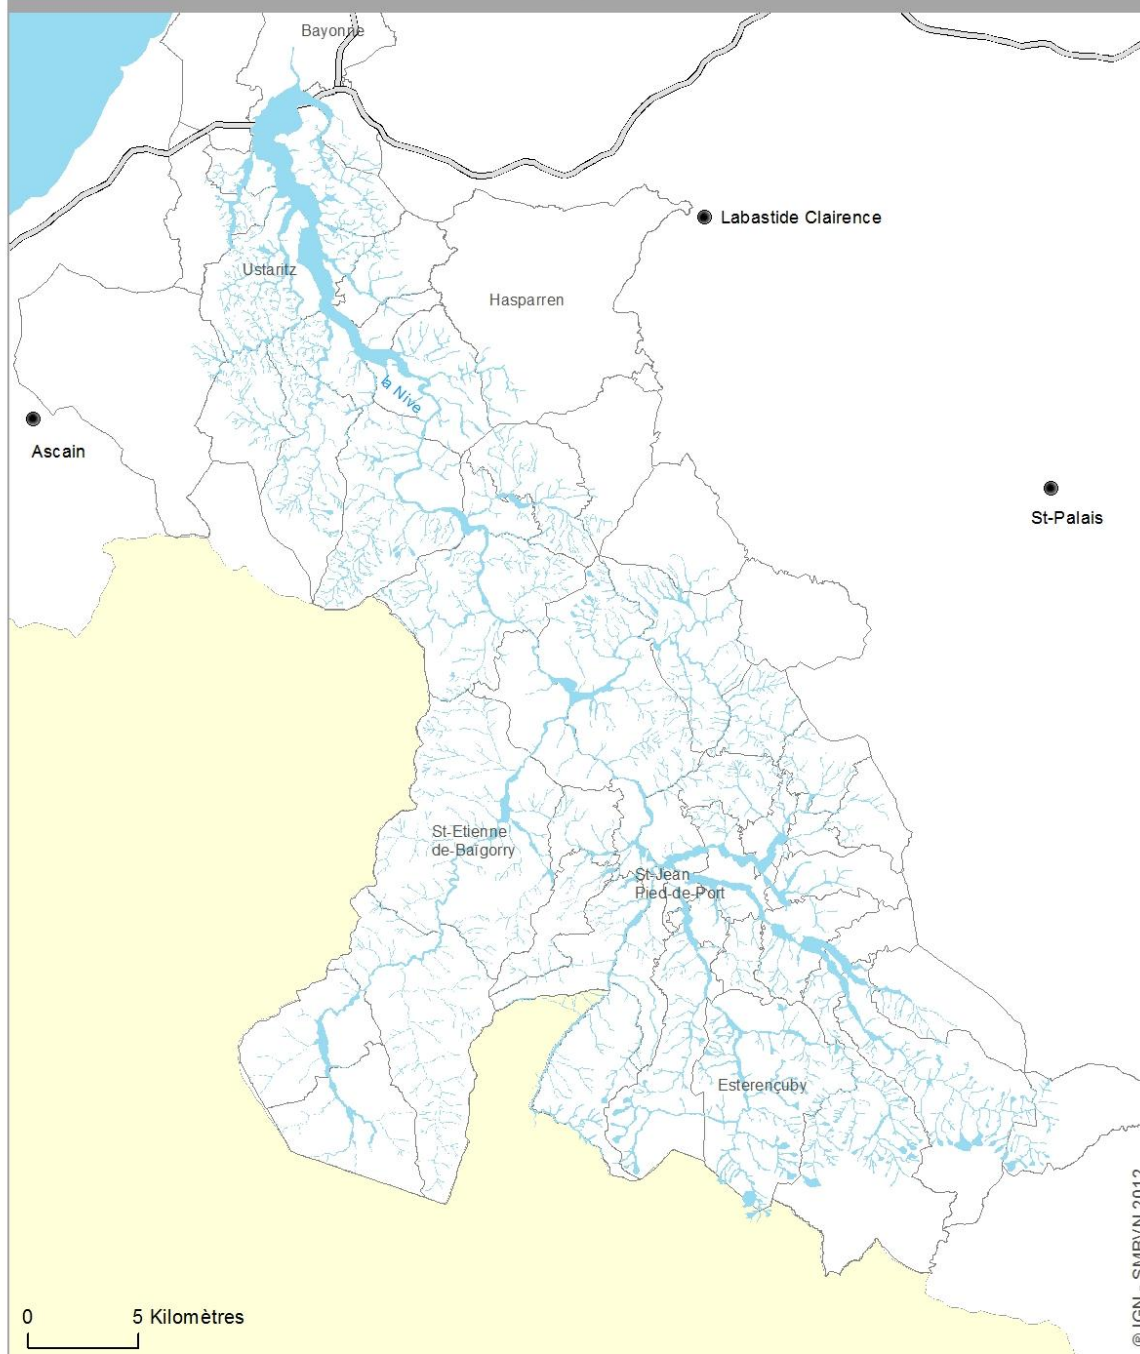 Bayonne
Labastide Clairence
Ustaritz
Hasparren
la Nive
Ascain
St-Palais
St-Etienne
de-Baïgorry
St-Jean
Pied-de-Port
Esterençuby
0 5 Kilomètres
© IGN - SMBVN 2012